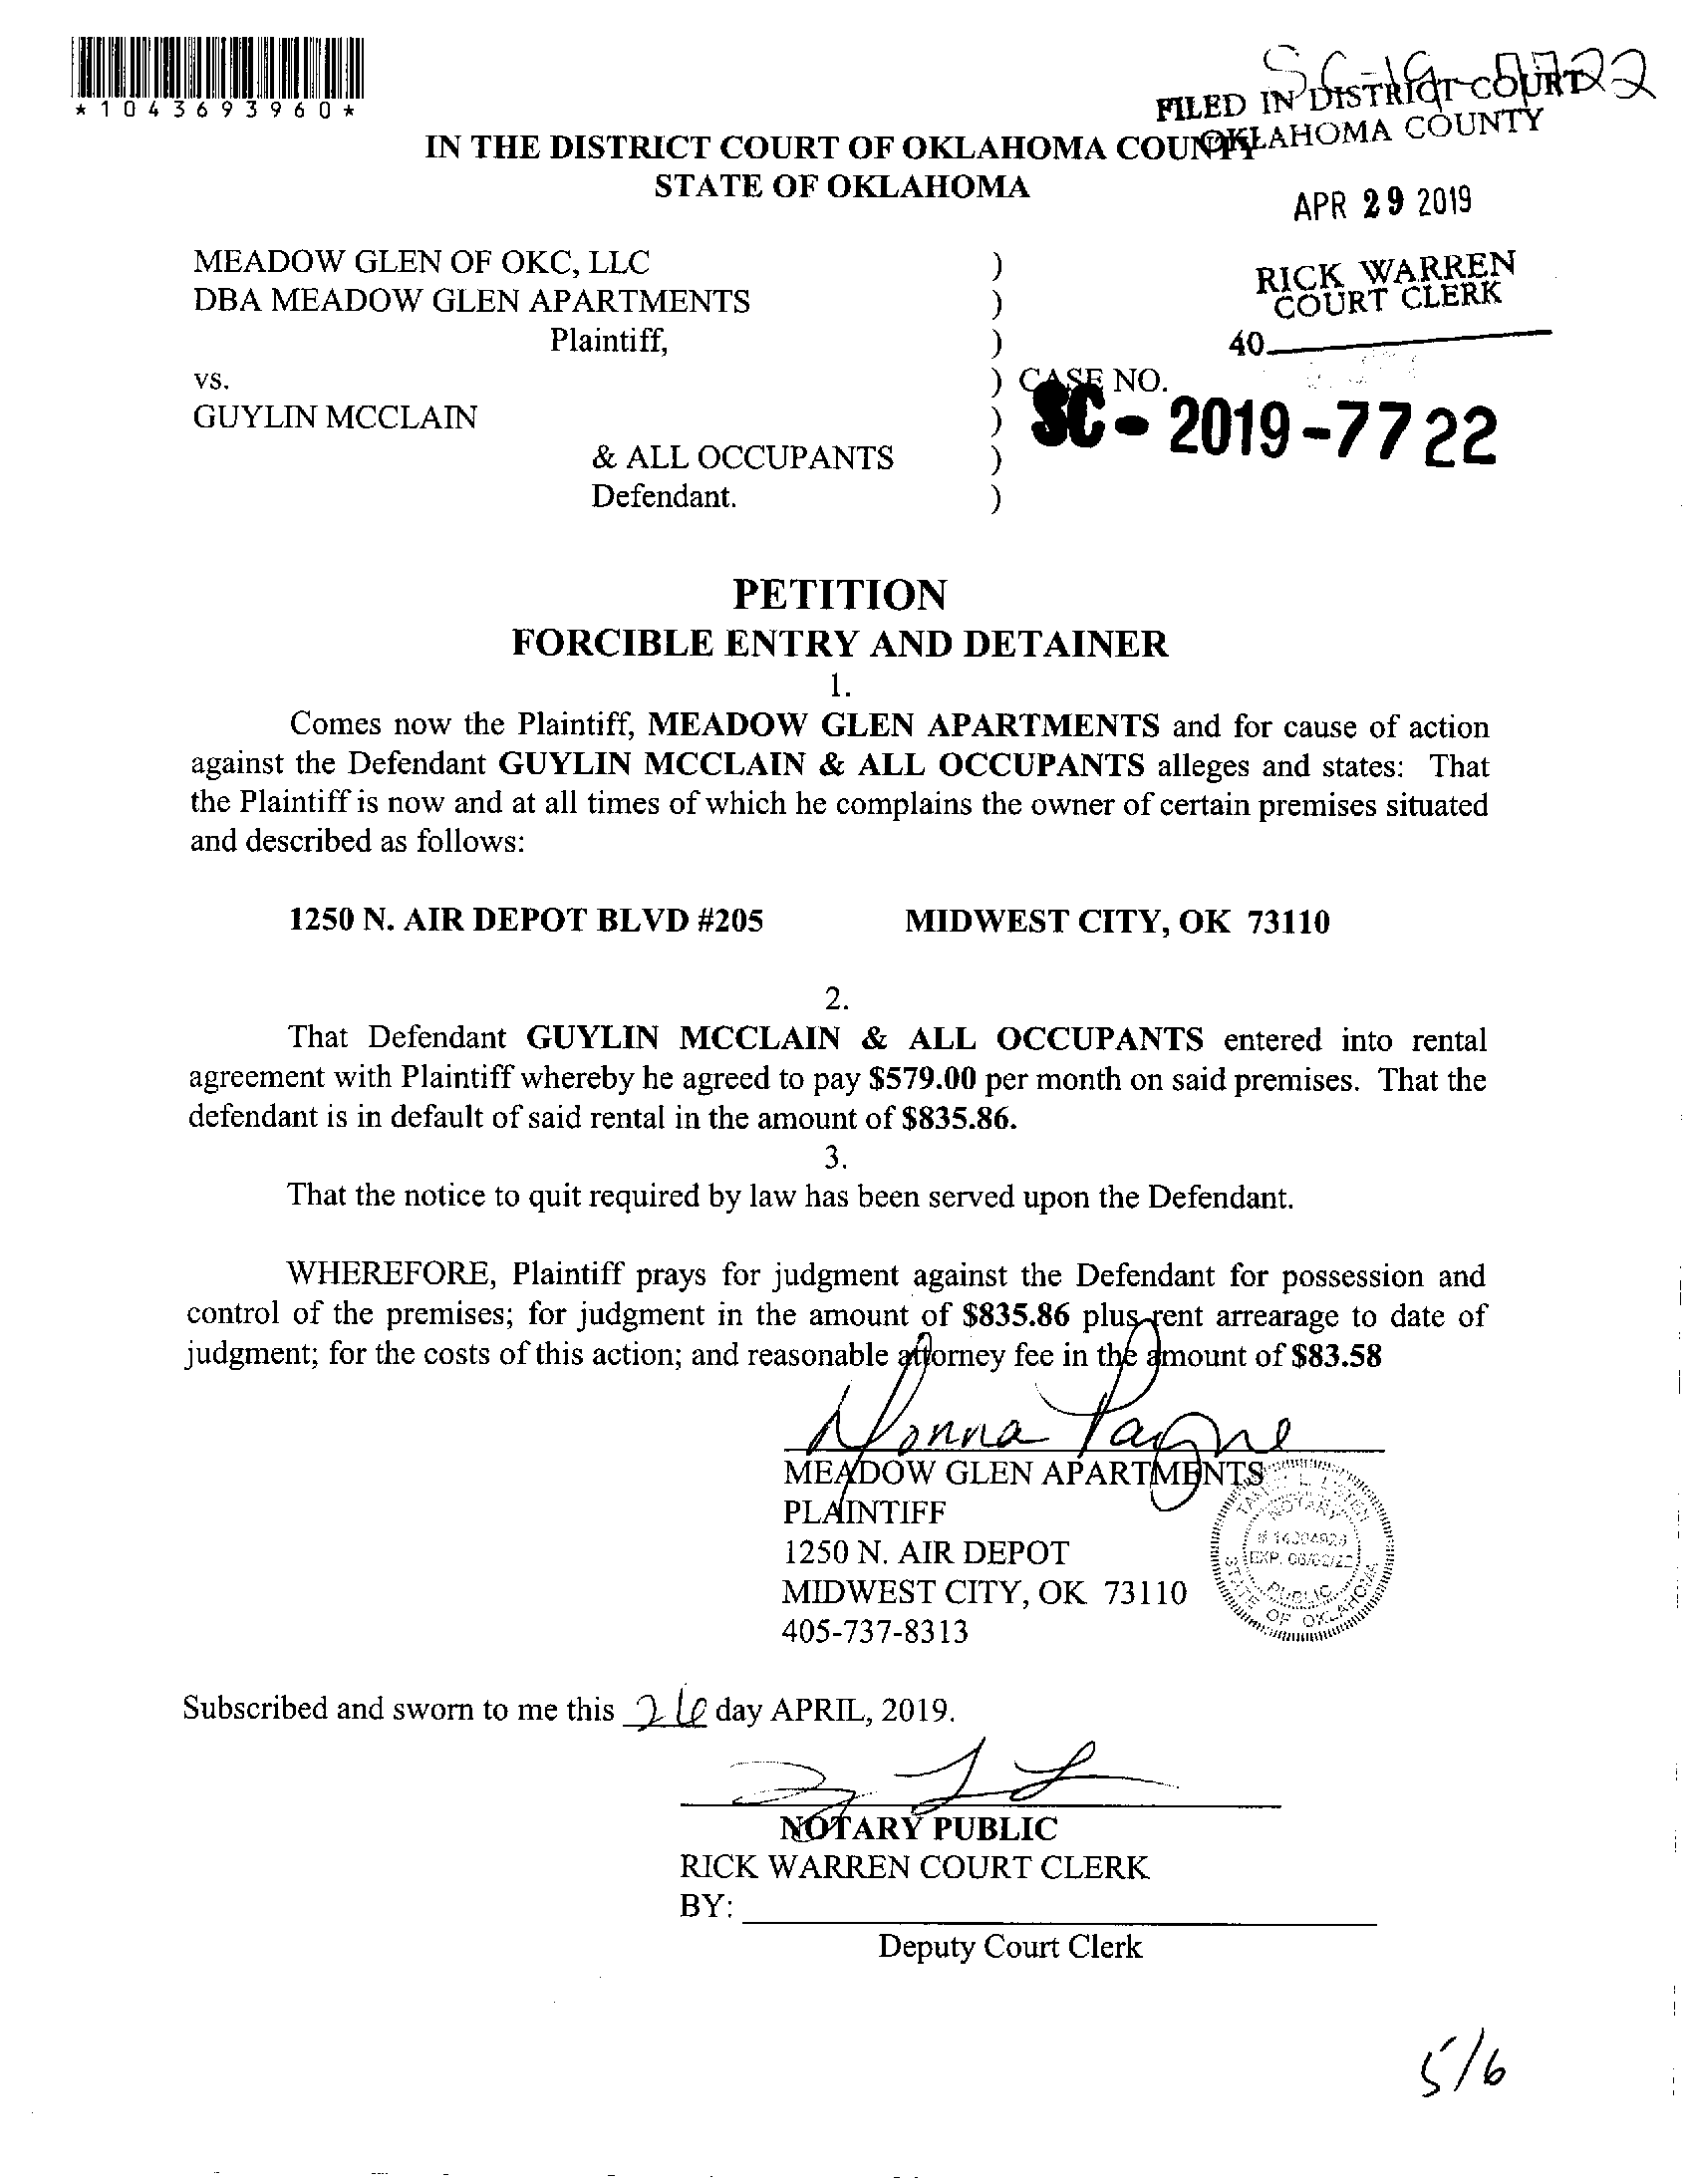 SC-19-7722
*1043693960*
FILED IN DISTRICT COURT
OKLAHOMA COUNTY
IN THE DISTRICT COURT OF OKLAHOMA COUNTY
STATE OF OKLAHOMA
APR 29 2019
MEADOW GLEN OF OKC, LLC )
DBA MEADOW GLEN APARTMENTS )
Plaintiff, )
RICK WARREN
COURT CLERK
40
vs. ) CASE NO.
GUYLIN MCCLAIN ) SC - 2019 -7722
& ALL OCCUPANTS )
Defendant. )
PETITION
FORCIBLE ENTRY AND DETAINER
1.
Comes now the Plaintiff, MEADOW GLEN APARTMENTS and for cause of action
against the Defendant GUYLIN MCCLAIN & ALL OCCUPANTS alleges and states: That
the Plaintiff is now and at all times of which he complains the owner of certain premises situated
and described as follows:
1250 N. AIR DEPOT BLVD #205 MIDWEST CITY, OK 73110
2.
That Defendant GUYLIN MCCLAIN & ALL OCCUPANTS entered into rental
agreement with Plaintiff whereby he agreed to pay $579.00 per month on said premises. That the
defendant is in default of said rental in the amount of $835.86.
3.
That the notice to quit required by law has been served upon the Defendant.
WHEREFORE, Plaintiff prays for judgment against the Defendant for possession and
control of the premises; for judgment in the amount of $835.86 plus rent arrearage to date of
judgment; for the costs of this action; and reasonable attorney fee in the amount of $83.58
Donna Payne
MEADOW GLEN APARTMENTS
PLAINTIFF
1250 N. AIR DEPOT
MIDWEST CITY, OK 73110
405-737-8313
NOTARY
EXP.
PUBLIC
STATE OF OKLAHOMA
Subscribed and sworn to me this 26 day APRIL, 2019.
NOTARY PUBLIC
RICK WARREN COURT CLERK
BY:
Deputy Court Clerk
5/6